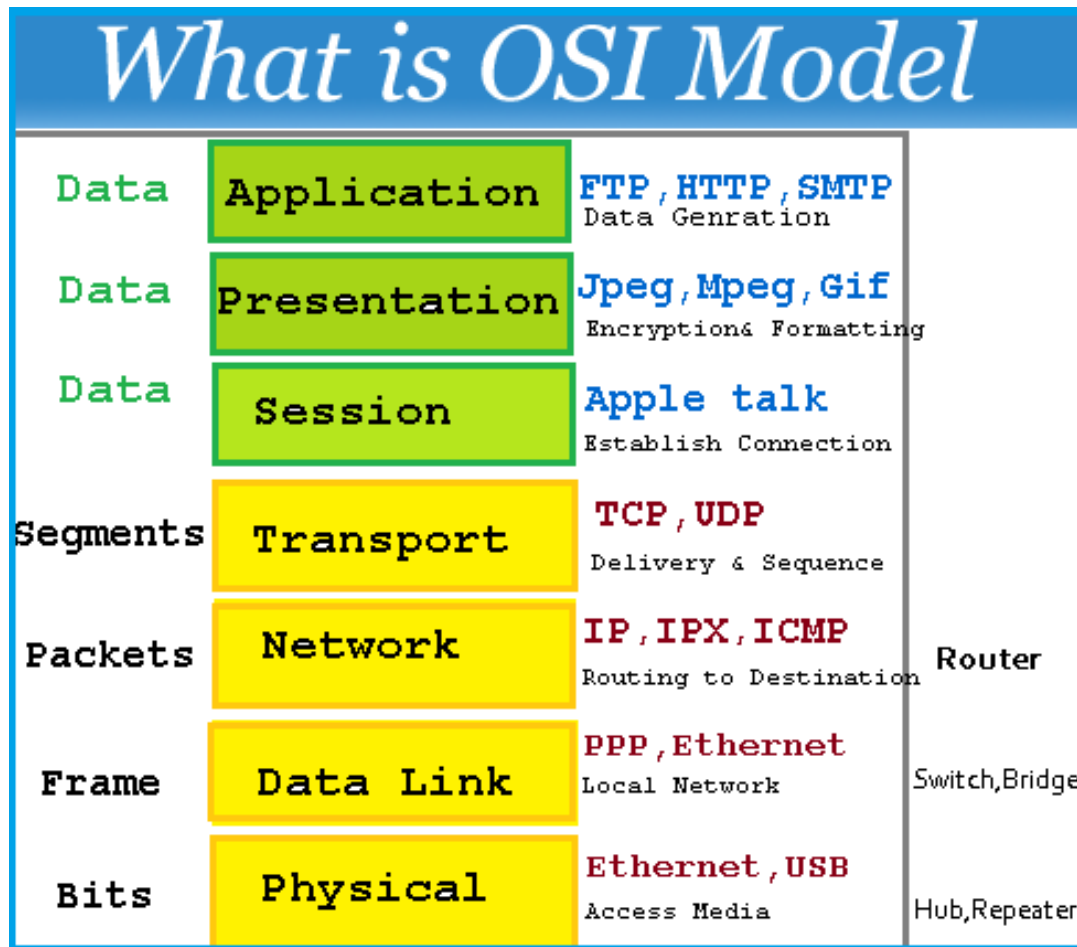 What is OSI Model
Data
Application
FTP,HTTP,SMTP
Data Genration
Data
Presentation
Jpeg,Mpeg,Gif
Encryption& Formatting
Data
Session
Apple talk
Establish Connection
Segments
Transport
TCP,UDP
Delivery & Sequence
Packets
Network
IP,IPX,ICMP
Routing to Destination
Router
Frame
Data Link
PPP,Ethernet
Local Network
Switch,Bridge
Bits
Physical
Ethernet,USB
Access Media
Hub,Repeater